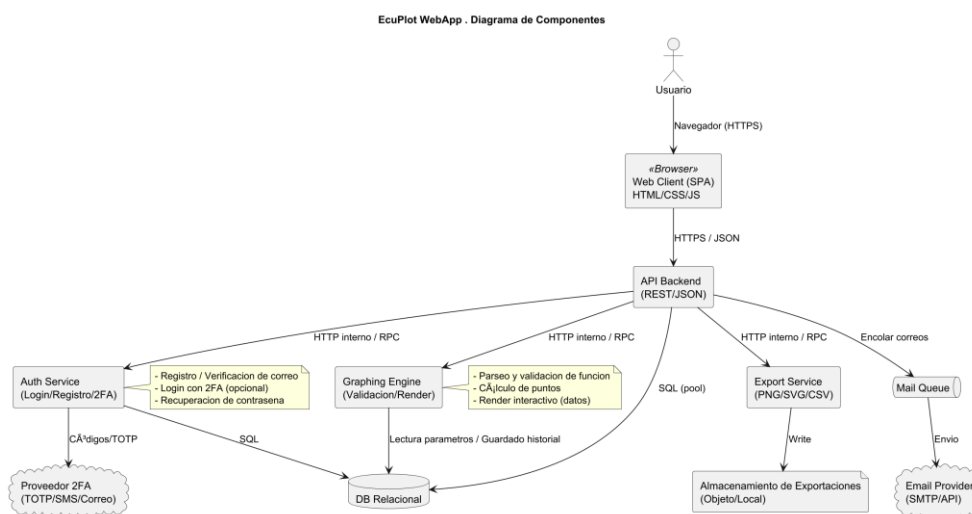 EcuPlot WebApp . Diagrama de Componentes
Usuario
Navegador (HTTPS)
«Browser»
Web Client (SPA)
HTML/CSS/JS
HTTPS / JSON
API Backend
(REST/JSON)
HTTP interno / RPC
HTTP interno / RPC
SQL (pool)
HTTP interno / RPC
Encolar correos
Auth Service
(Login/Registro/2FA)
- Registro / Verificacion de correo
- Login con 2FA (opcional)
- Recuperacion de contrasena
Graphing Engine
(Validacion/Render)
- Parseo y validacion de funcion
- CÃ¡lculo de puntos
- Render interactivo (datos)
Export Service
(PNG/SVG/CSV)
Mail Queue
CÃ³digos/TOTP
SQL
Lectura parametros / Guardado historial
Write
Envio
Proveedor 2FA
(TOTP/SMS/Correo)
DB Relacional
Almacenamiento de Exportaciones
(Objeto/Local)
Email Provider
(SMTP/API)